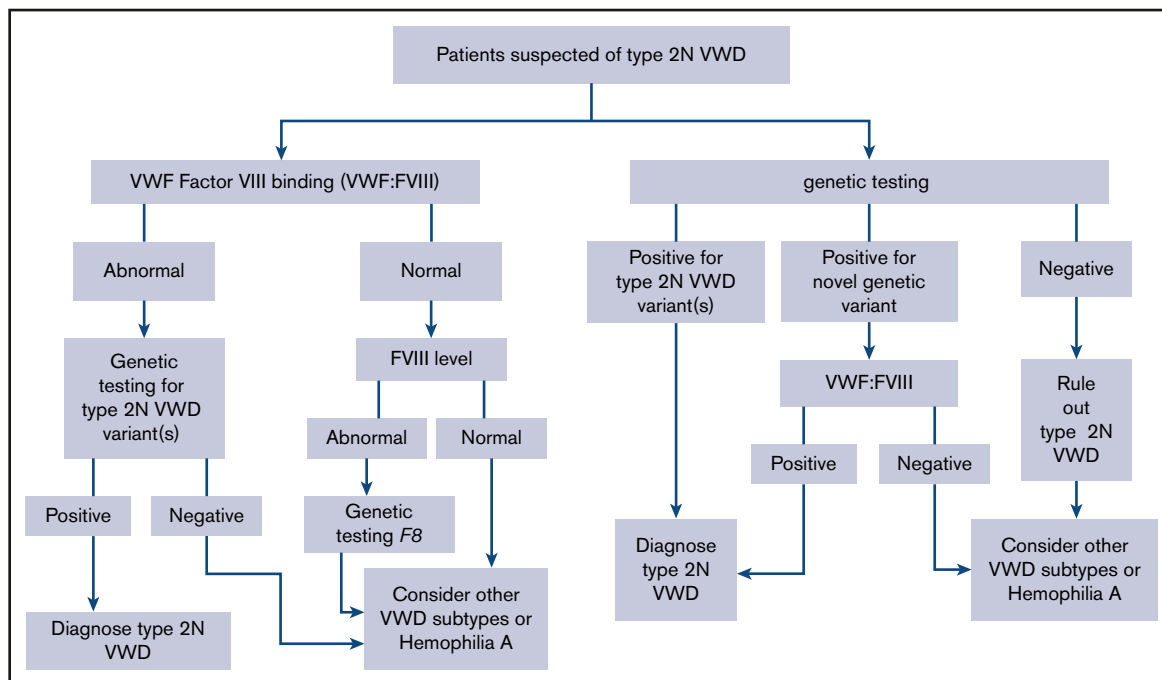 Patients suspected of type 2N VWD
VWF Factor VIII binding (VWF:FVIII)
Abnormal
Normal
Genetic
testing for
type 2N VWD
variant(s)
FVIII level
Abnormal
Normal
Positive
Negative
Genetic
testing F8
Diagnose type 2N
VWD
Consider other
VWD subtypes or
Hemophilia A
genetic testing
Positive for
type 2N VWD
variant(s)
Positive for
novel genetic
variant
Negative
VWF:FVIII
Rule
out
type 2N
VWD
Positive
Negative
Diagnose
type 2N
VWD
Consider other
VWD subtypes or
Hemophilia A